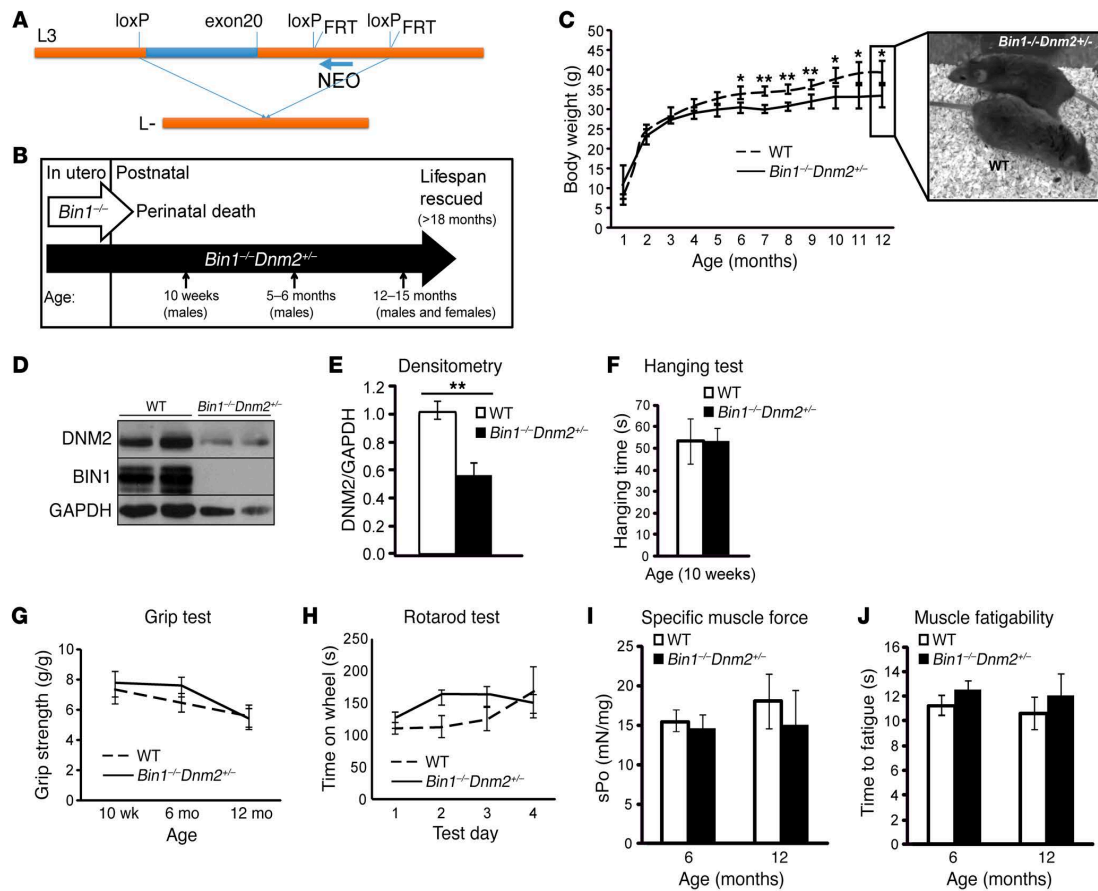 A
loxP exon20 loxP loxP
FRT FRT
L3
NEO
L-
B
In utero Postnatal
Bin1–/–
Perinatal death
Lifespan
rescued
(>18 months)
Bin1–/–Dnm2+/–
Age:
10 weeks
(males)
5–6 months
(males)
12–15 months
(males and females)
C
Body weight (g)
50
45
40
35
30
25
20
15
10
5
0
* ** ** ** * * *
WT
Bin1–/–Dnm2+/–
1 2 3 4 5 6 7 8 9 10 11 12
Age (months)
Bin1-/-Dnm2+/-
WT
D
WT Bin1–/–Dnm2+/–
DNM2
BIN1
GAPDH
E Densitometry
**
WT
Bin1–/–Dnm2+/–
DNM2/GAPDH
1.2
1.0
0.8
0.6
0.4
0.2
0.0
F Hanging test
WT
Bin1–/–Dnm2+/–
Hanging time (s)
70
60
50
40
30
20
10
0
Age (10 weeks)
G Grip test
Grip strength (g/g)
10
8
6
4
2
0
WT
Bin1–/–Dnm2+/–
10 wk 6 mo 12 mo
Age
H Rotarod test
Time on wheel (s)
250
200
150
100
50
0
WT
Bin1–/–Dnm2+/–
1 2 3 4
Test day
I Specific muscle force
WT
Bin1–/–Dnm2+/–
sPo (mN/mg)
25
20
15
10
5
0
6 12
Age (months)
J Muscle fatigability
WT
Bin1–/–Dnm2+/–
Time to fatigue (s)
16
14
12
10
8
6
4
2
0
6 12
Age (months)